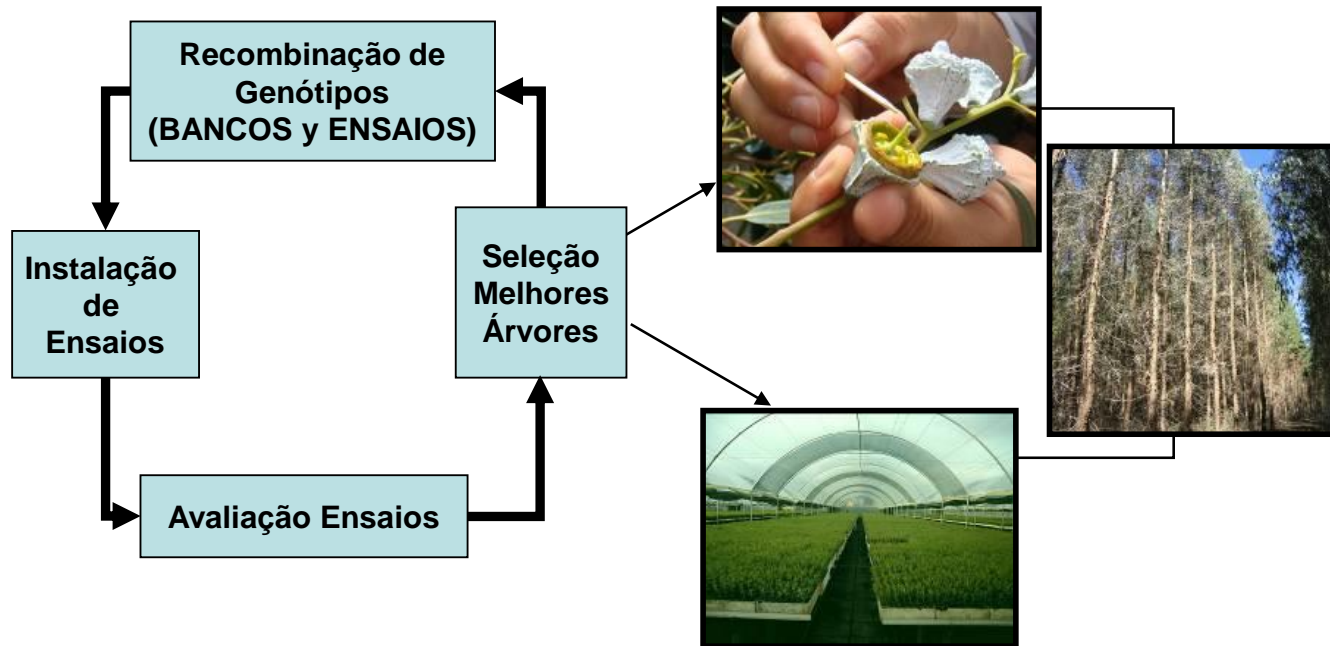 Recombinação de
Genótipos
(BANCOS y ENSAIOS)
Instalação
de
Ensaios
Seleção
Melhores
Árvores
Avaliação Ensaios